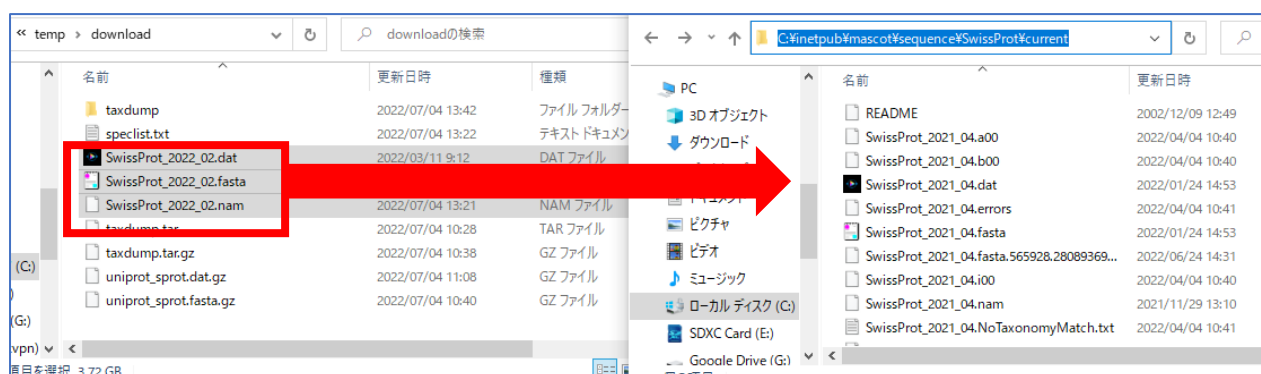 « temp › download
downloadの検索
名前 更新日時 種類
taxdump 2022/07/04 13:42 ファイル フォルダー
speclist.txt 2022/07/04 13:22 テキスト ドキュメン
SwissProt_2022_02.dat 2022/03/11 9:12 DAT ファイル
SwissProt_2022_02.fasta
SwissProt_2022_02.nam 2022/07/04 13:21 NAM ファイル
taxdump.tar 2022/07/04 10:28 TAR ファイル
taxdump.tar.gz 2022/07/04 10:38 GZ ファイル
uniprot_sprot.dat.gz 2022/07/04 11:08 GZ ファイル
uniprot_sprot.fasta.gz 2022/07/04 10:40 GZ ファイル
(C:)
(G:)
vpn)
項目を選択 3.72 GB
C:¥inetpub¥mascot¥sequence¥SwissProt¥current
PC
3D オブジェクト
ダウンロード
ピクチャ
ビデオ
ミュージック
ローカル ディスク (C:)
SDXC Card (E:)
Google Drive (G:)
名前 更新日時
README 2002/12/09 12:49
SwissProt_2021_04.a00 2022/04/04 10:40
SwissProt_2021_04.b00 2022/04/04 10:40
SwissProt_2021_04.dat 2022/01/24 14:53
SwissProt_2021_04.errors 2022/04/04 10:41
SwissProt_2021_04.fasta 2022/01/24 14:53
SwissProt_2021_04.fasta.565928.28089369... 2022/06/24 14:31
SwissProt_2021_04.i00 2022/04/04 10:40
SwissProt_2021_04.nam 2021/11/29 13:10
SwissProt_2021_04.NoTaxonomyMatch.txt 2022/04/04 10:41